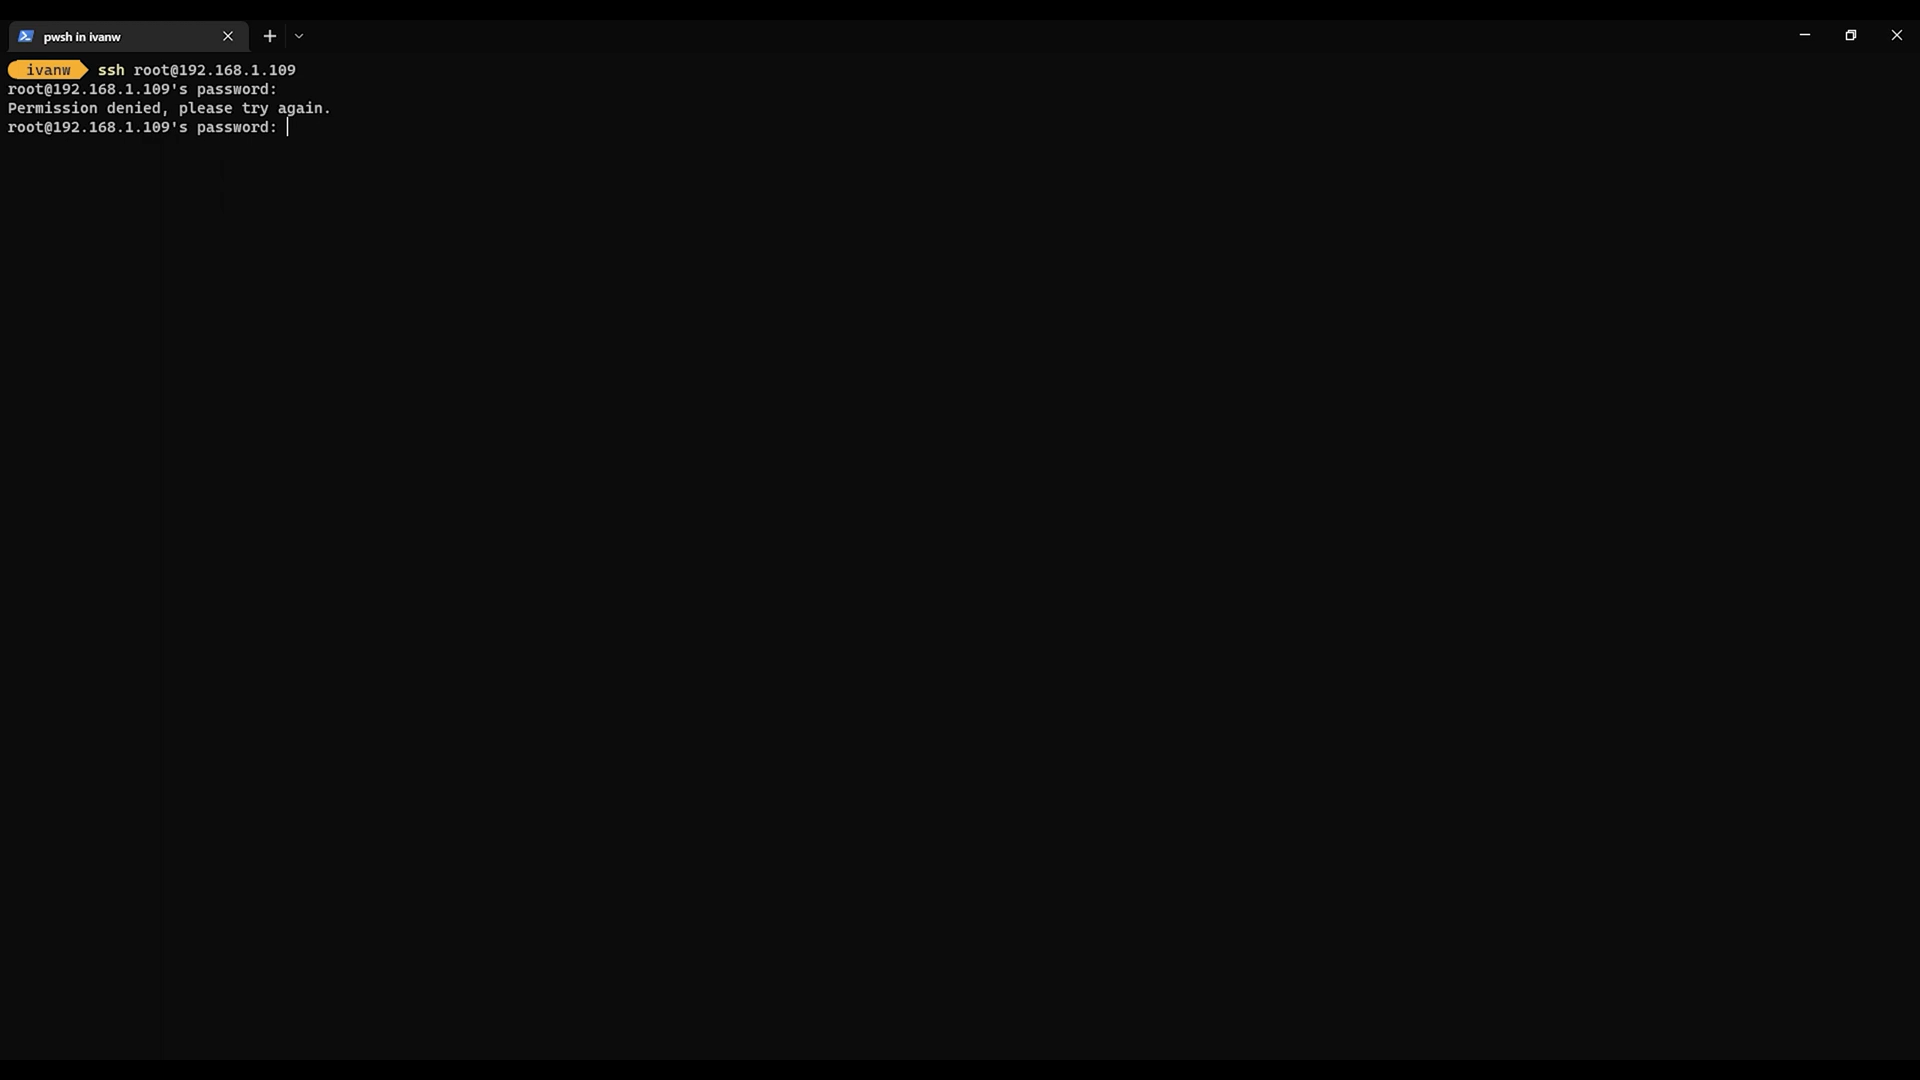 pwsh in ivanw
ivanw ssh root@192.168.1.109
root@192.168.1.109's password:
Permission denied, please try again.
root@192.168.1.109's password: